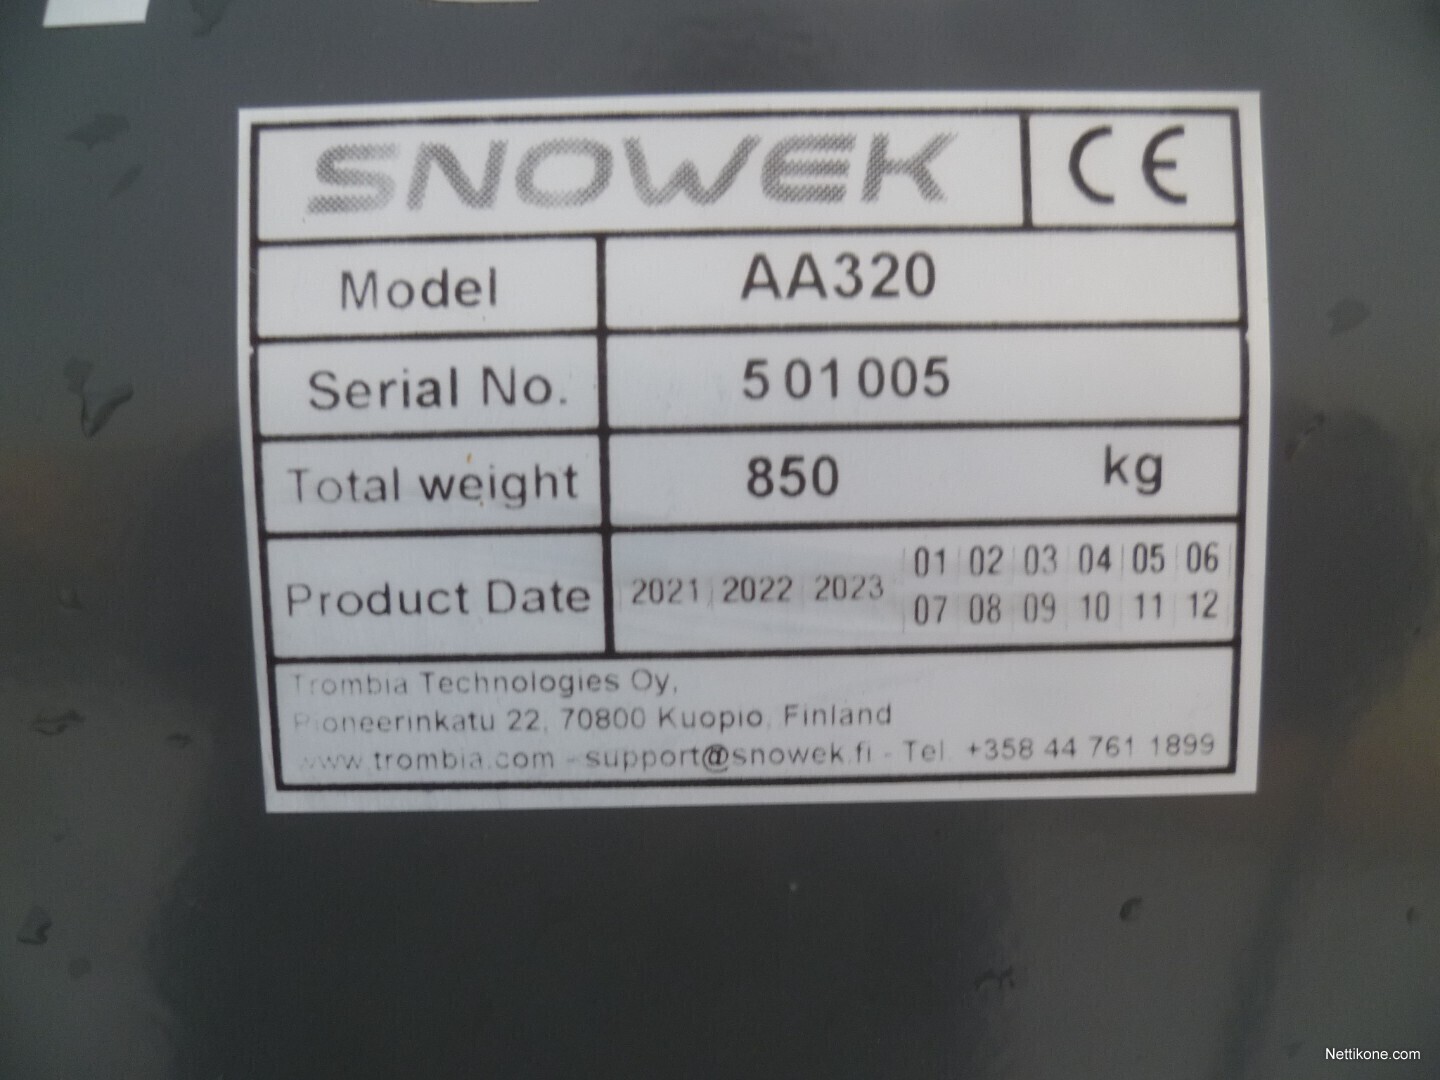 SNOWEK CE
Model AA320
Serial No. 501005
Total weight 850 kg
Product Date 2021 2022 2023 01 02 03 04 05 06
07 08 09 10 11 12
Trombia Technologies Oy,
Pioneerinkatu 22, 70800 Kuopio, Finland
www.trombia.com - support@snowek.fi - Tel. +358 44 761 1899
Nettikone.com